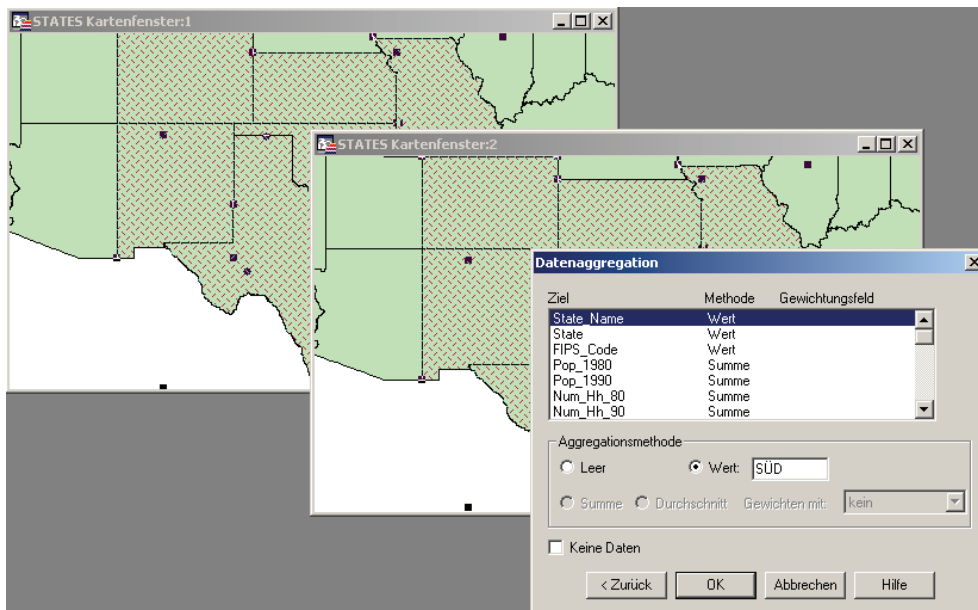 STATES Kartenfenster:1
STATES Kartenfenster:2
Datenaggregation
Ziel Methode Gewichtungsfeld
State_Name Wert
State Wert
FIPS_Code Wert
Pop_1980 Summe
Pop_1990 Summe
Num_Hh_80 Summe
Num_Hh_90 Summe
Aggregationsmethode
Leer Wert: SÜD
Summe Durchschnitt Gewichten mit: kein
Keine Daten
< Zurück OK Abbrechen Hilfe